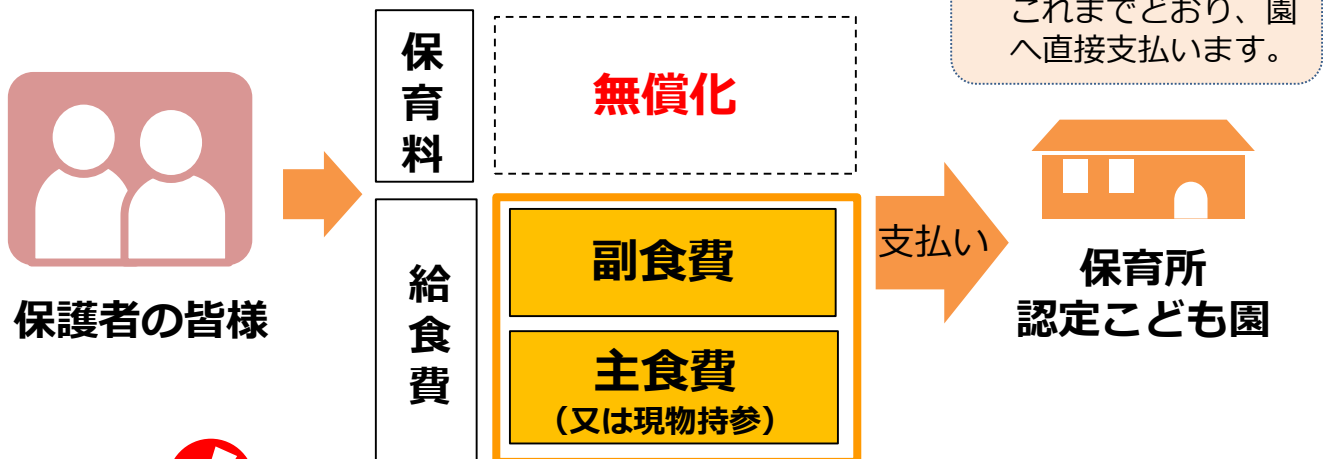 これまでどおり、園
へ直接支払います。
保育料
無償化
給食費
副食費
主食費
（又は現物持参）
支払い
保護者の皆様
保育所
認定こども園